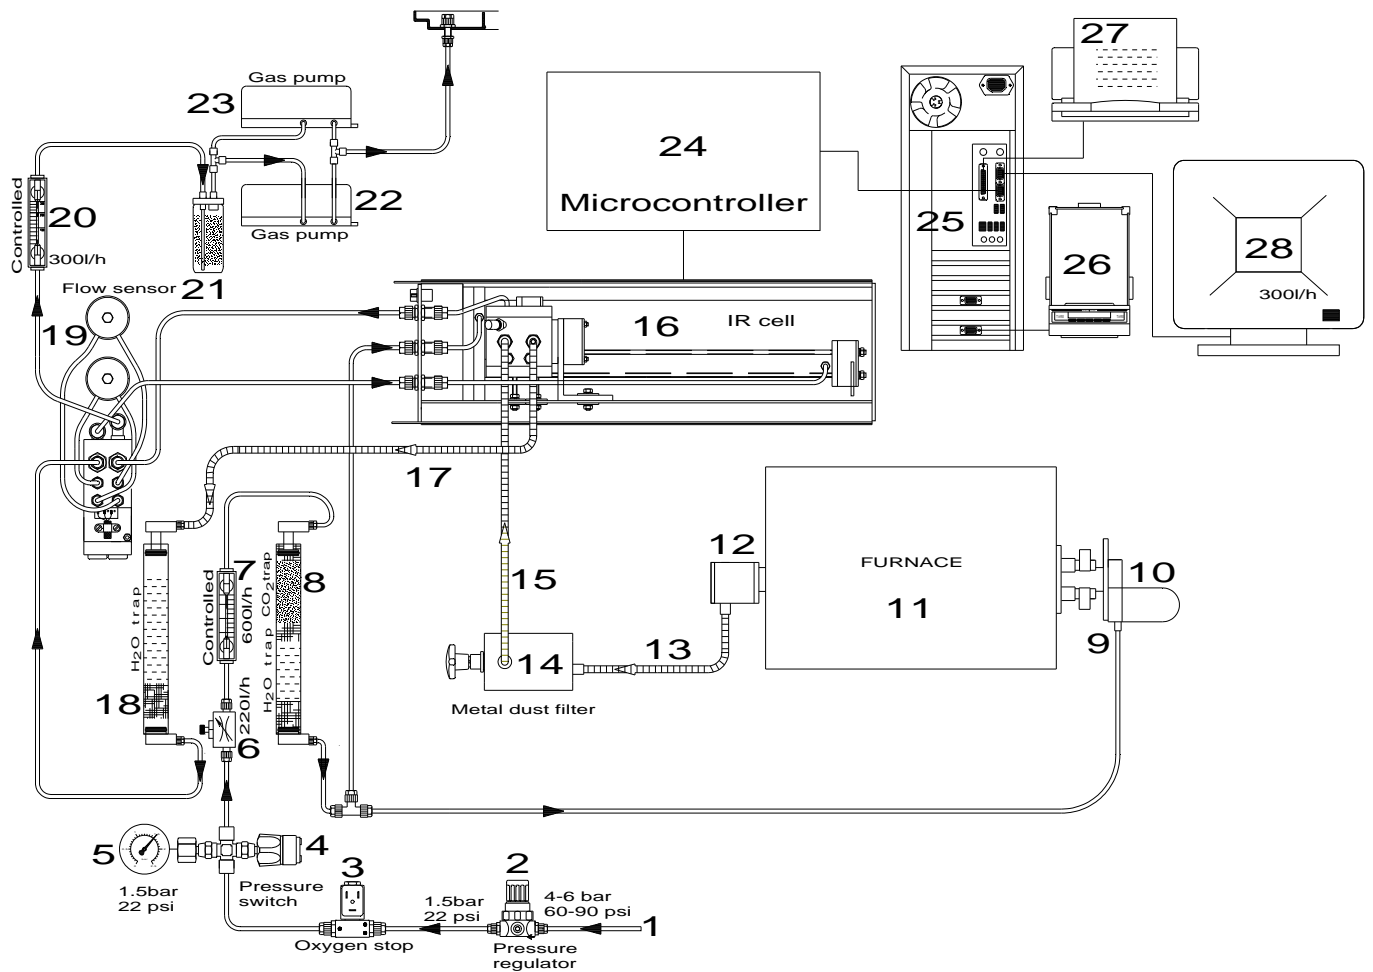 27
Gas pump
23
24
Microcontroller
22
Gas pump
20
Controlled
300l/h
21
Flow sensor
19
25
26
28
300l/h
16
IR cell
17
12
FURNACE
11
10
9
15
13
14
Metal dust filter
7
8
Controlled
600l/h
220l/h
6
H2O trap CO2trap
H2O trap
18
5
1.5bar
22 psi
4
Pressure
switch
3
Oxygen stop
1.5bar
22 psi
2
4-6 bar
60-90 psi
1
Pressure
regulator